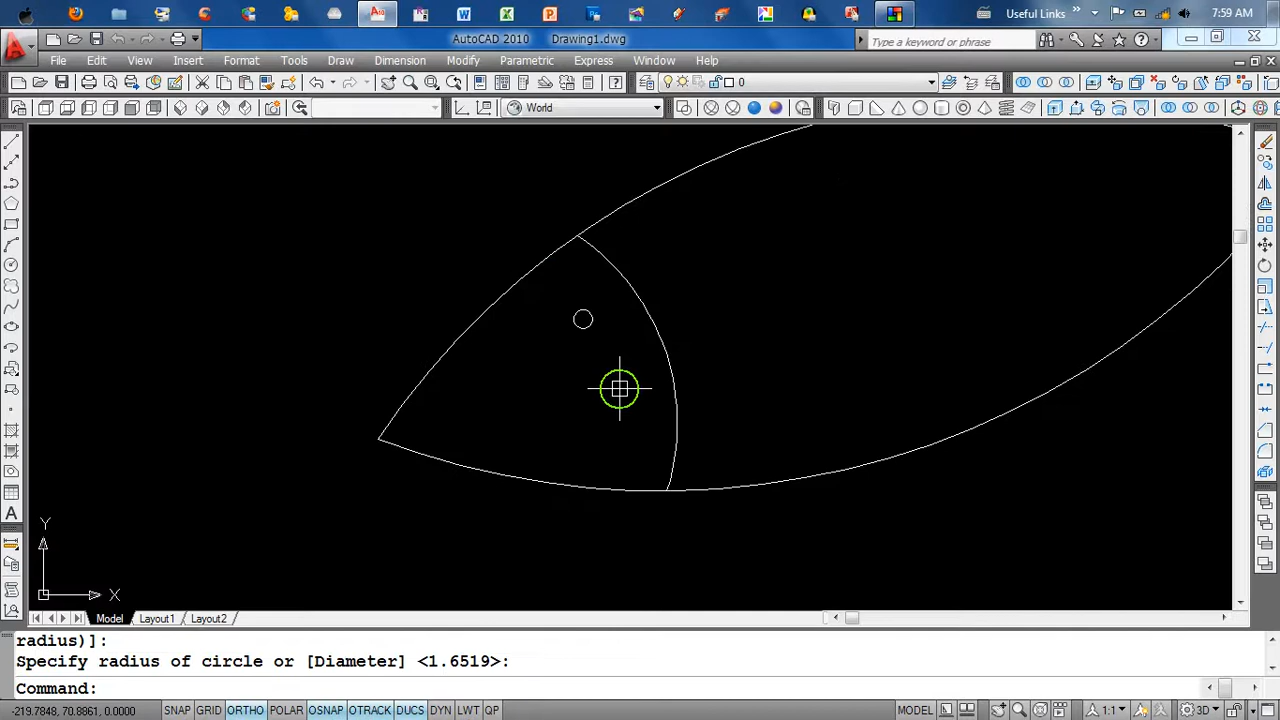 Useful Links
7:59 AM
AutoCAD 2010 Drawing1.dwg
Type a keyword or phrase
File Edit View Insert Format Tools Draw Dimension Modify Parametric Express Window Help
0
World
Y
X
Model Layout1 Layout2
radius)]:
Specify radius of circle or [Diameter] <1.6519>:
Command:
-219.7848, 70.8861, 0.0000 SNAP GRID ORTHO POLAR OSNAP OTRACK DUCS DYN LWT QP MODEL 1:1 3D